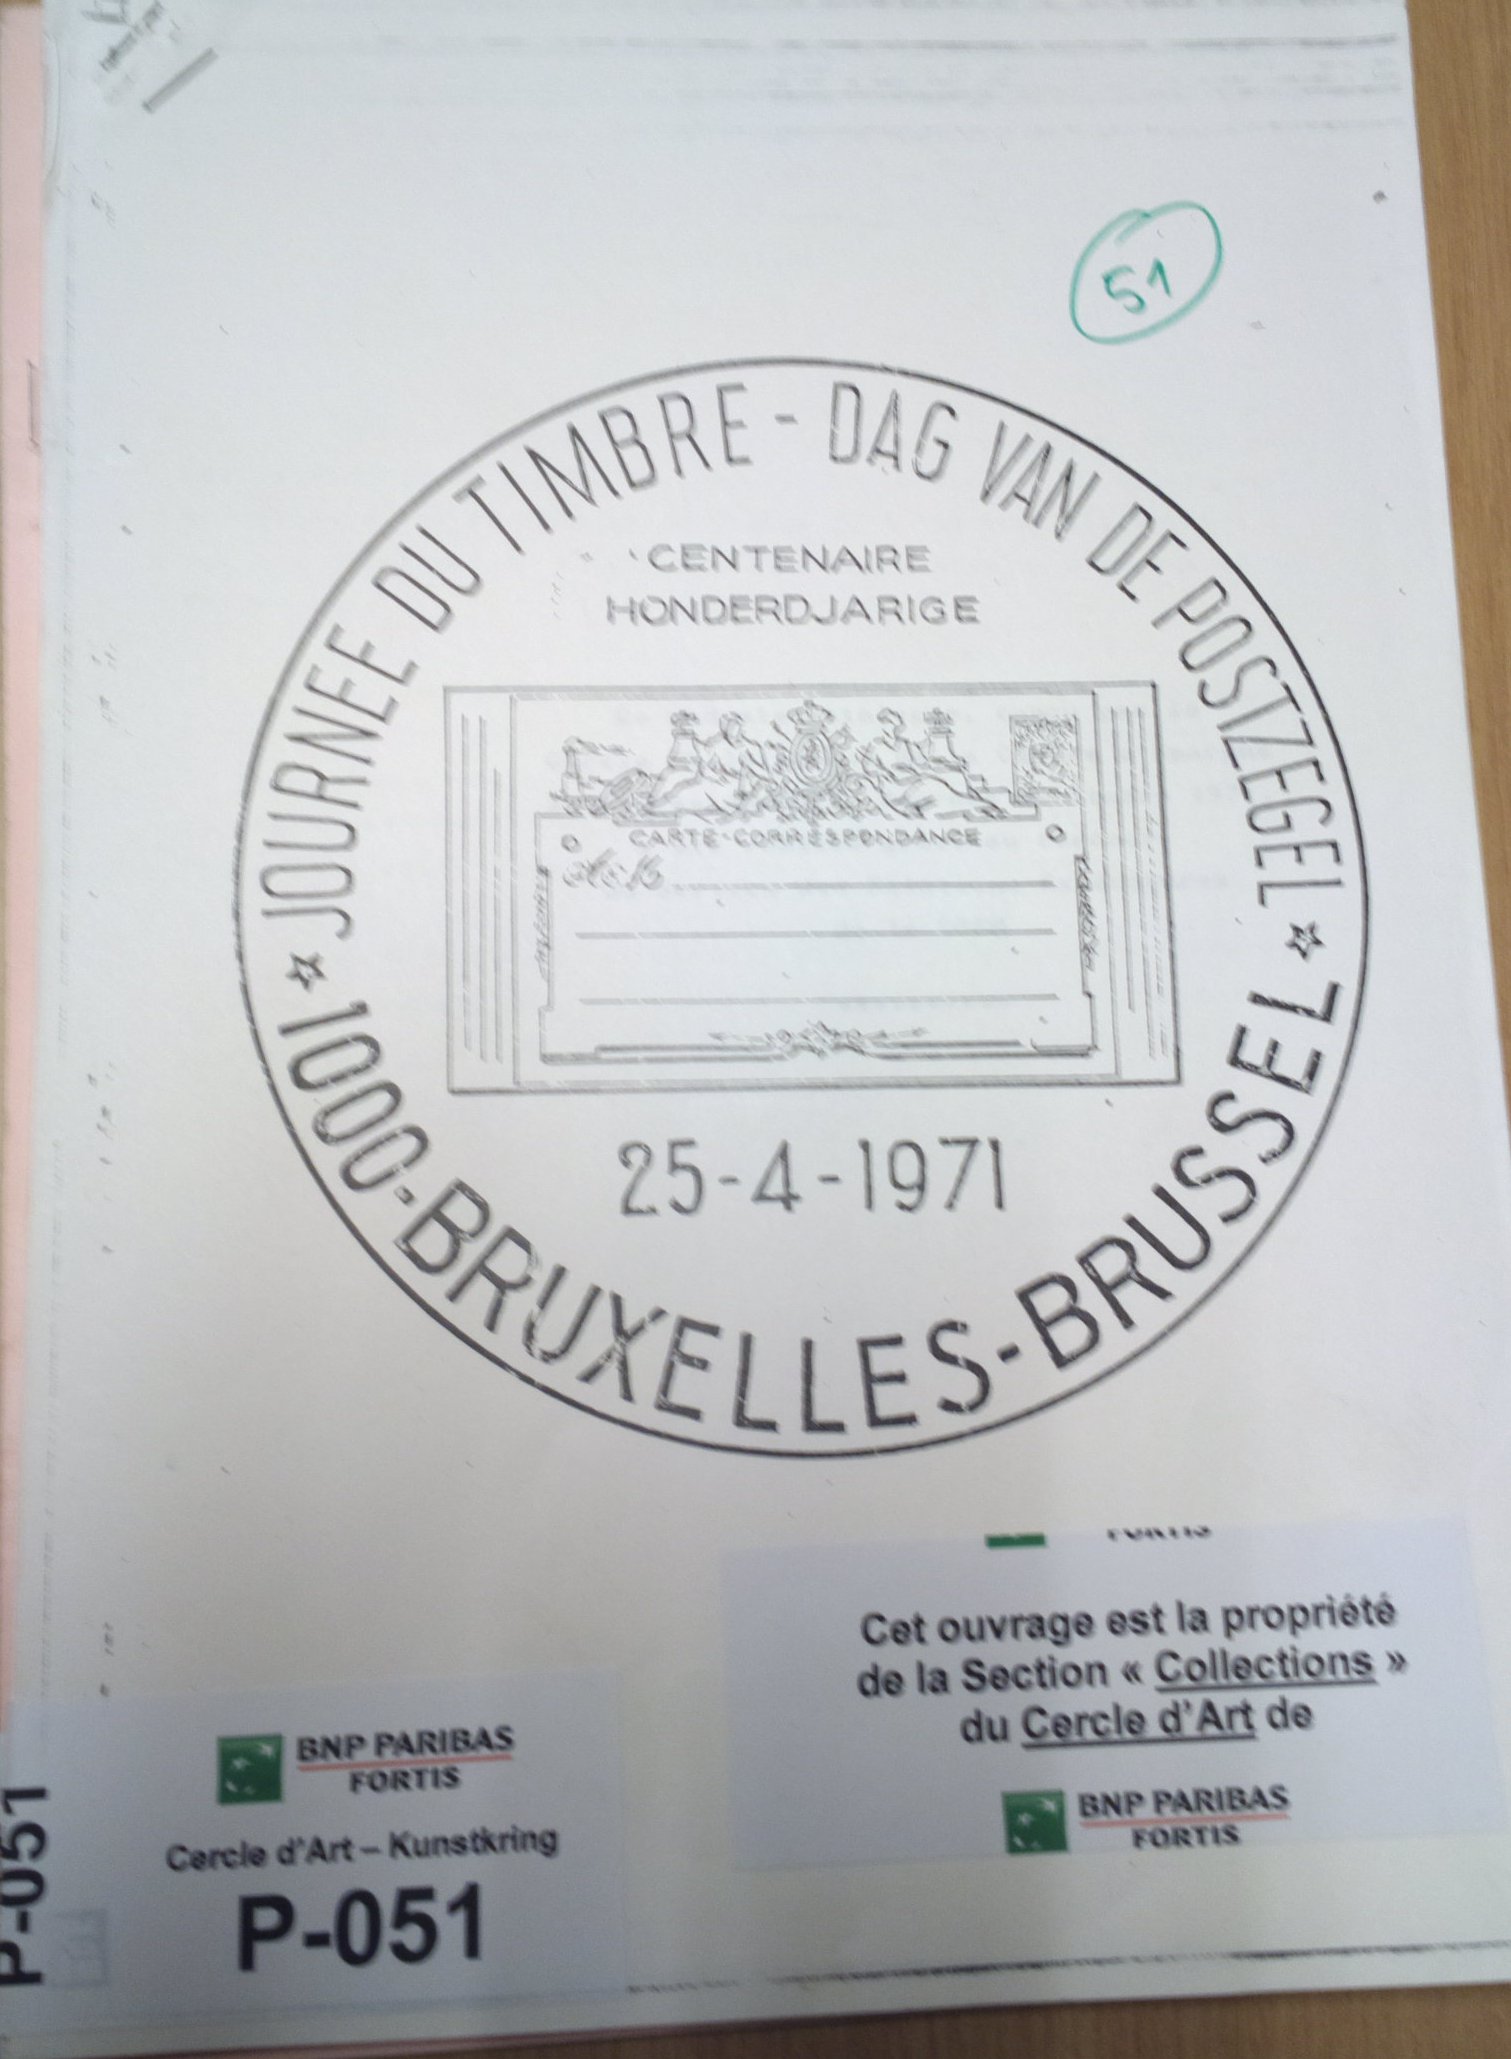 51
JOURNEE DU TIMBRE - DAG VAN DE POSTZEGEL
CENTENAIRE
HONDERDJARIGE
CARTE-CORRESPONDANCE
25-4-1971
1000-BRUXELLES-BRUSSEL
FORTIS
Cet ouvrage est la propriété
de la Section « Collections »
du Cercle d'Art de
BNP PARIBAS
FORTIS
BNP PARIBAS
FORTIS
Cercle d'Art – Kunstkring
P-051
P-051